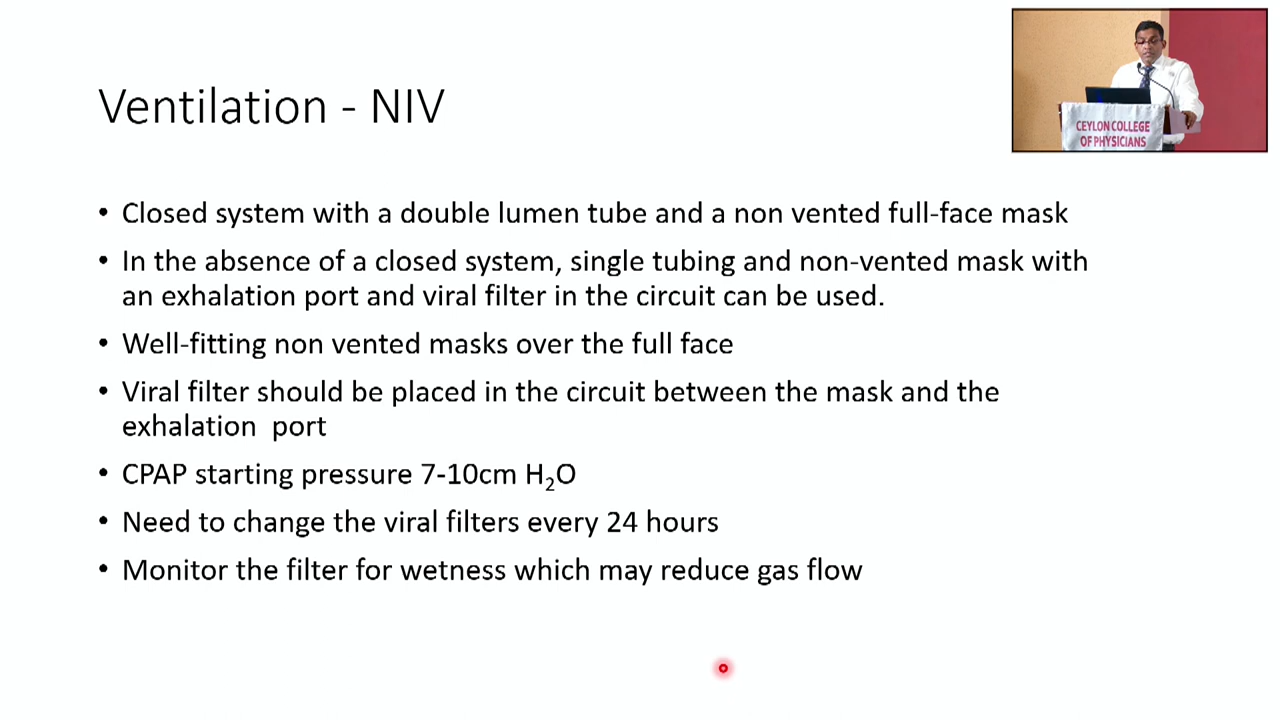 Ventilation - NIV
CEYLON COLLEGE
OF PHYSICIANS
• Closed system with a double lumen tube and a non vented full-face mask
• In the absence of a closed system, single tubing and non-vented mask with
an exhalation port and viral filter in the circuit can be used.
• Well-fitting non vented masks over the full face
• Viral filter should be placed in the circuit between the mask and the
exhalation  port
• CPAP starting pressure 7-10cm H₂O
• Need to change the viral filters every 24 hours
• Monitor the filter for wetness which may reduce gas flow